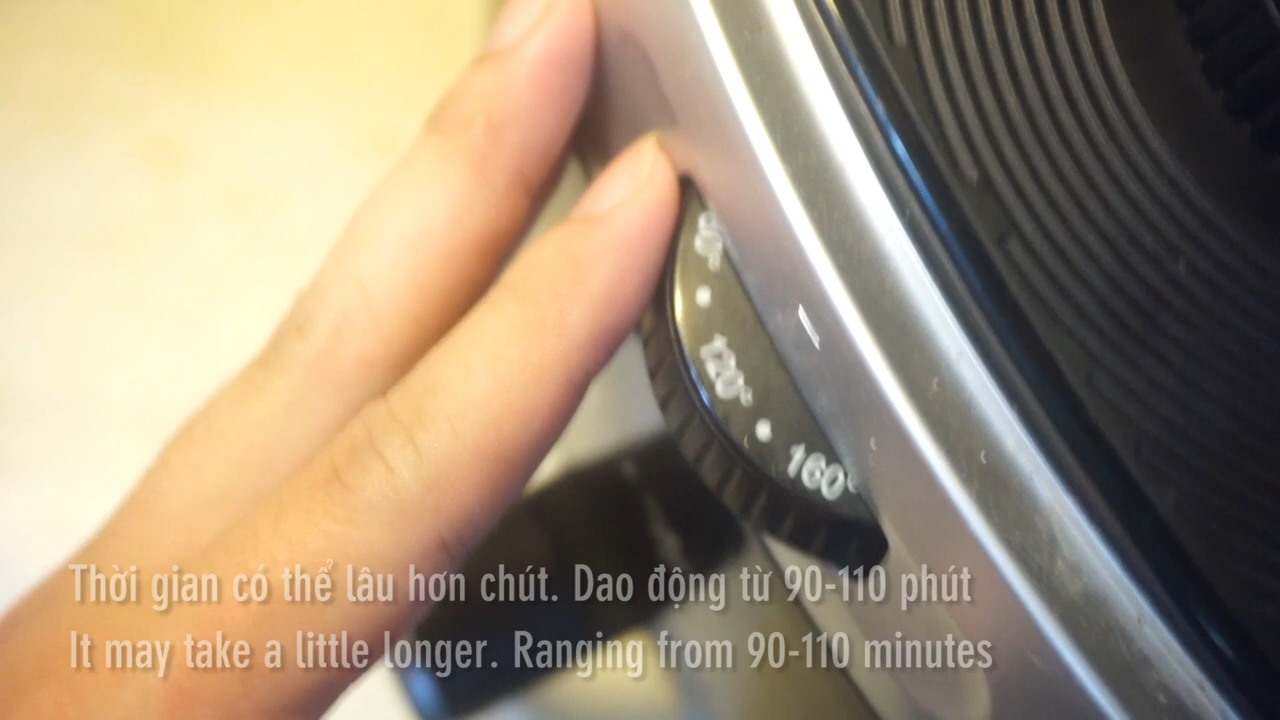 120°
160°
Thời gian có thể lâu hơn chút. Dao động từ 90-110 phút
It may take a little longer. Ranging from 90-110 minutes